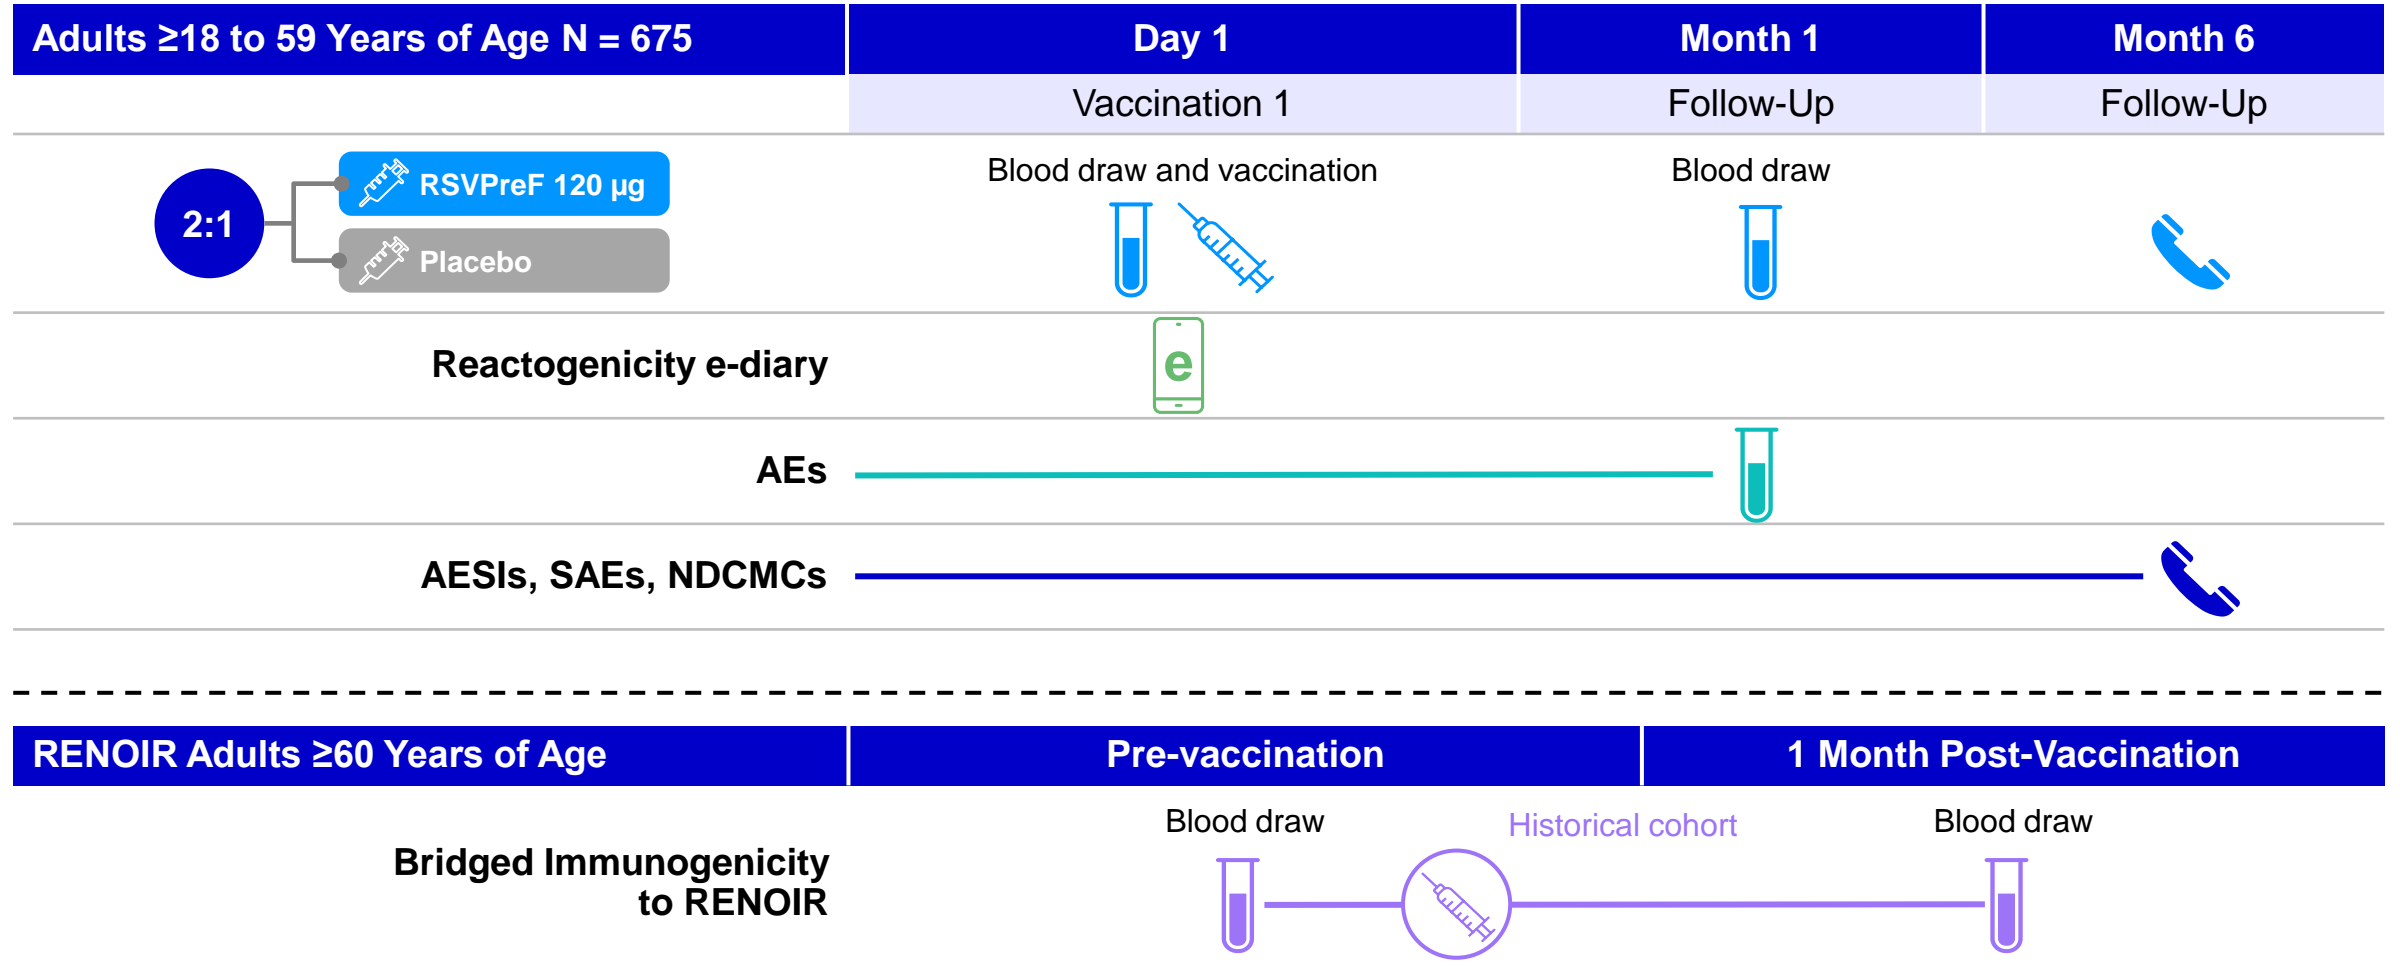 Adults ≥18 to 59 Years of Age N = 675
Day 1
Month 1
Month 6
Vaccination 1
Follow-Up
Follow-Up
2:1
RSVPreF 120 µg
Placebo
Blood draw and vaccination
Blood draw
Reactogenicity e-diary
e
AEs
AESIs, SAEs, NDCMCs
RENOIR Adults ≥60 Years of Age
Pre-vaccination
1 Month Post-Vaccination
Bridged Immunogenicity
to RENOIR
Blood draw
Historical cohort
Blood draw